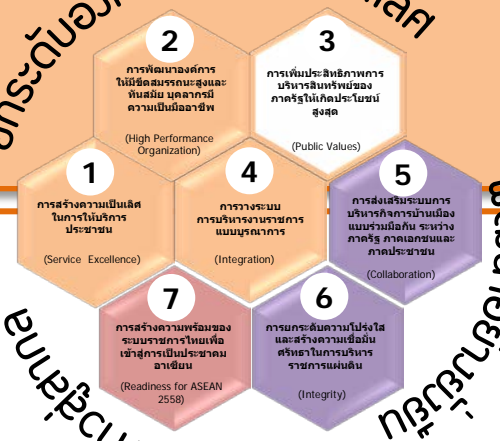 1
การสร้างความเป็นเลิศ
ในการให้บริการ
ประชาชน
(Service Excellence)
2
การพัฒนาองค์การ
ให้มีขีดสมรรถนะสูงและ
ทันสมัย บุคลากรมี
ความเป็นมืออาชีพ
(High Performance
Organization)
3
การเพิ่มประสิทธิภาพการ
บริหารสินทรัพย์ของ
ภาครัฐให้เกิดประโยชน์
สูงสุด
(Public Values)
4
การวางระบบ
การบริหารงานราชการ
แบบบูรณาการ
(Integration)
5
การส่งเสริมระบบการ
บริหารกิจการบ้านเมือง
แบบร่วมมือกัน ระหว่าง
ภาครัฐ ภาคเอกชนและ
ภาคประชาชน
(Collaboration)
6
การยกระดับความโปร่งใส
และสร้างความเชื่อมั่น
ศรัทธาในการบริหาร
ราชการแผ่นดิน
(Integrity)
7
การสร้างความพร้อมของ
ระบบราชการไทยเพื่อ
เข้าสู่การเป็นประชาคม
อาเซียน
(Readiness for ASEAN
2558)